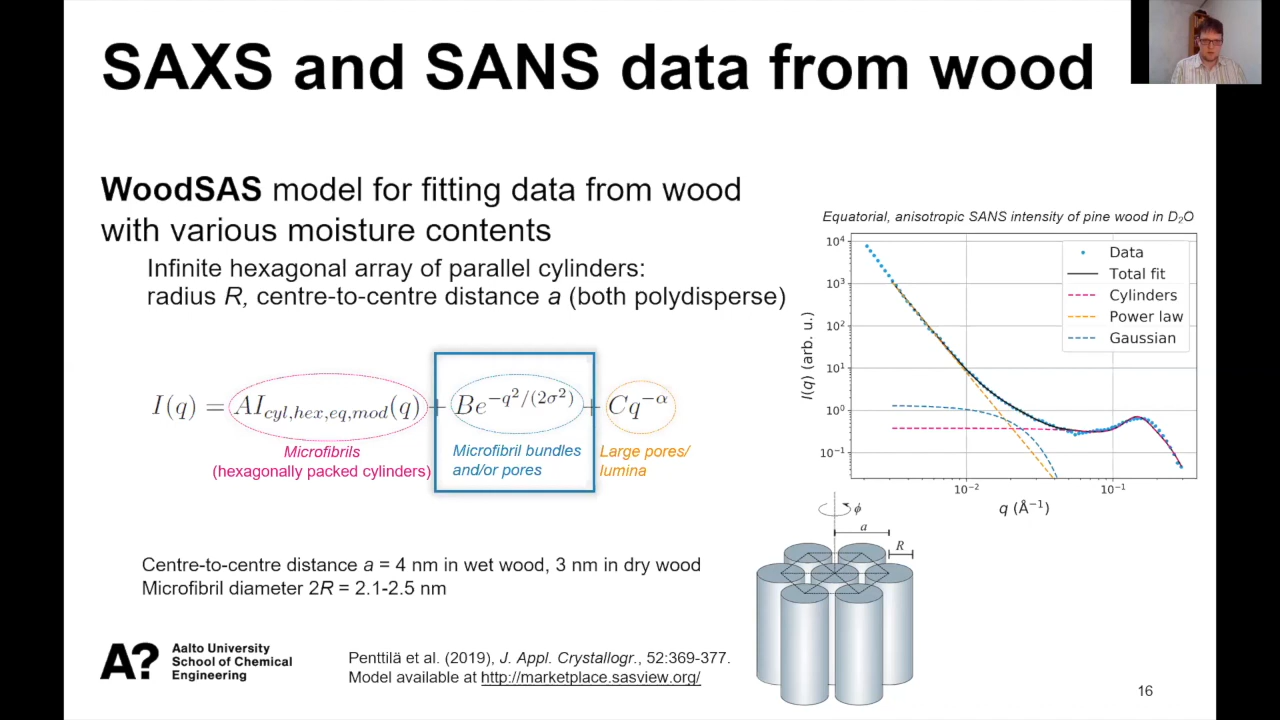 SAXS and SANS data from wood
WoodSAS model for fitting data from wood
with various moisture contents
Infinite hexagonal array of parallel cylinders:
radius R, centre-to-centre distance a (both polydisperse)
I(q) = AI_{cyl,hex,eq,mod}(q) + Be^{-q^2/(2σ^2)} + Cq^{-α}
Microfibrils
(hexagonally packed cylinders)
Microfibril bundles
and/or pores
Large pores/
lumina
Centre-to-centre distance a = 4 nm in wet wood, 3 nm in dry wood
Microfibril diameter 2R = 2.1-2.5 nm
Equatorial, anisotropic SANS intensity of pine wood in D₂O
I(q) (arb. u.)
10⁴
10³
10²
10¹
10⁰
10⁻¹
Data
Total fit
Cylinders
Power law
Gaussian
10⁻² 10⁻¹
q (Å⁻¹)
ϕ
a
R
A?
Aalto University
School of Chemical
Engineering
Penttilä et al. (2019), J. Appl. Crystallogr., 52:369-377.
Model available at http://marketplace.sasview.org/
16